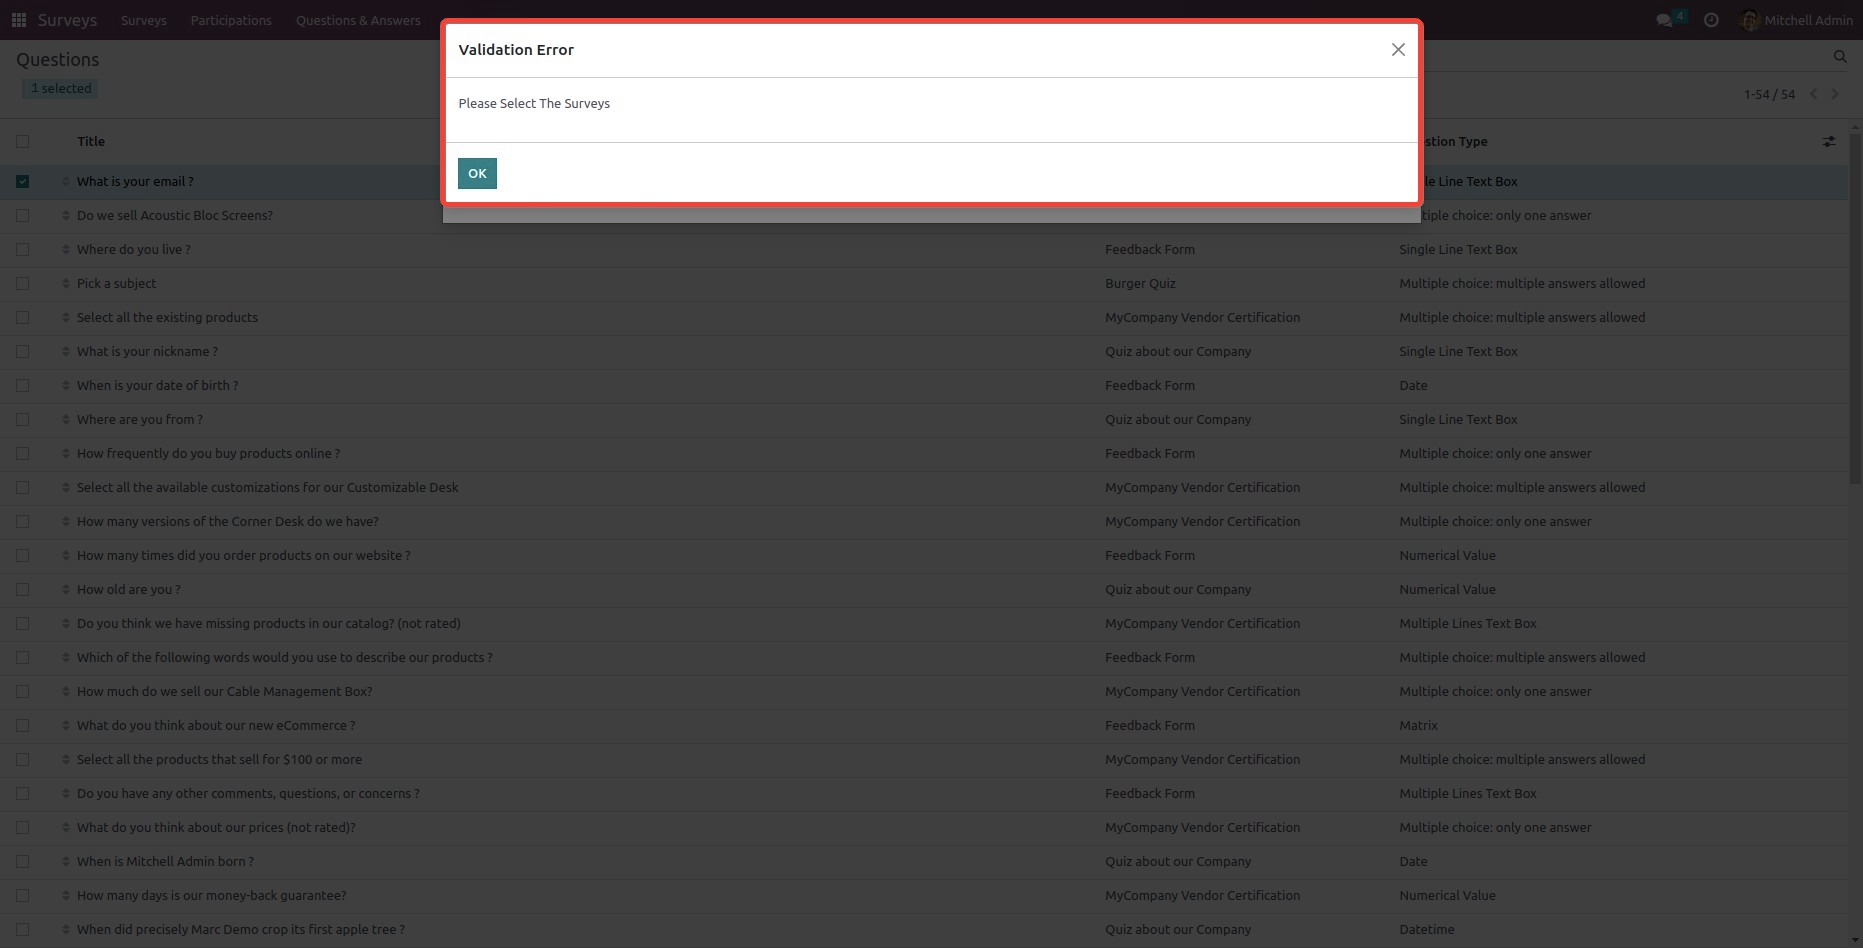 Surveys Surveys Participations Questions & Answers 4 Mitchell Admin
Validation Error
Please Select The Surveys
OK
Questions
1 selected
1-54 / 54
Title stion Type
What is your email ? le Line Text Box
Do we sell Acoustic Bloc Screens? tiple choice: only one answer
Where do you live ? Feedback Form Single Line Text Box
Pick a subject Burger Quiz Multiple choice: multiple answers allowed
Select all the existing products MyCompany Vendor Certification Multiple choice: multiple answers allowed
What is your nickname ? Quiz about our Company Single Line Text Box
When is your date of birth ? Feedback Form Date
Where are you from ? Quiz about our Company Single Line Text Box
How frequently do you buy products online ? Feedback Form Multiple choice: only one answer
Select all the available customizations for our Customizable Desk MyCompany Vendor Certification Multiple choice: multiple answers allowed
How many versions of the Corner Desk do we have? MyCompany Vendor Certification Multiple choice: only one answer
How many times did you order products on our website ? Feedback Form Numerical Value
How old are you ? Quiz about our Company Numerical Value
Do you think we have missing products in our catalog? (not rated) MyCompany Vendor Certification Multiple Lines Text Box
Which of the following words would you use to describe our products ? Feedback Form Multiple choice: multiple answers allowed
How much do we sell our Cable Management Box? MyCompany Vendor Certification Multiple choice: only one answer
What do you think about our new eCommerce ? Feedback Form Matrix
Select all the products that sell for $100 or more MyCompany Vendor Certification Multiple choice: multiple answers allowed
Do you have any other comments, questions, or concerns ? Feedback Form Multiple Lines Text Box
What do you think about our prices (not rated)? MyCompany Vendor Certification Multiple choice: only one answer
When is Mitchell Admin born ? Quiz about our Company Date
How many days is our money-back guarantee? MyCompany Vendor Certification Numerical Value
When did precisely Marc Demo crop its first apple tree ? Quiz about our Company Datetime